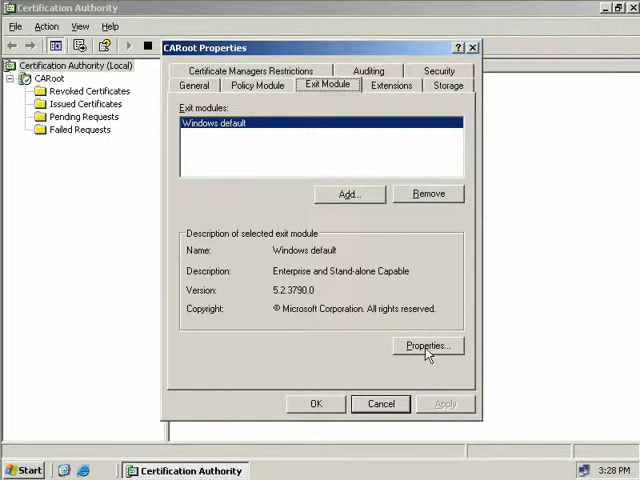 Certification Authority
File Action View Help
Certification Authority (Local)
CARoot
Revoked Certificates
Issued Certificates
Pending Requests
Failed Requests
CARoot Properties
Certificate Managers Restrictions Auditing Security
General Policy Module Exit Module Extensions Storage
Exit modules:
Windows default
Add... Remove
Description of selected exit module
Name: Windows default
Description: Enterprise and Stand-alone Capable
Version: 5.2.3790.0
Copyright: © Microsoft Corporation. All rights reserved.
Properties...
OK Cancel Apply
Start Certification Authority 3:28 PM